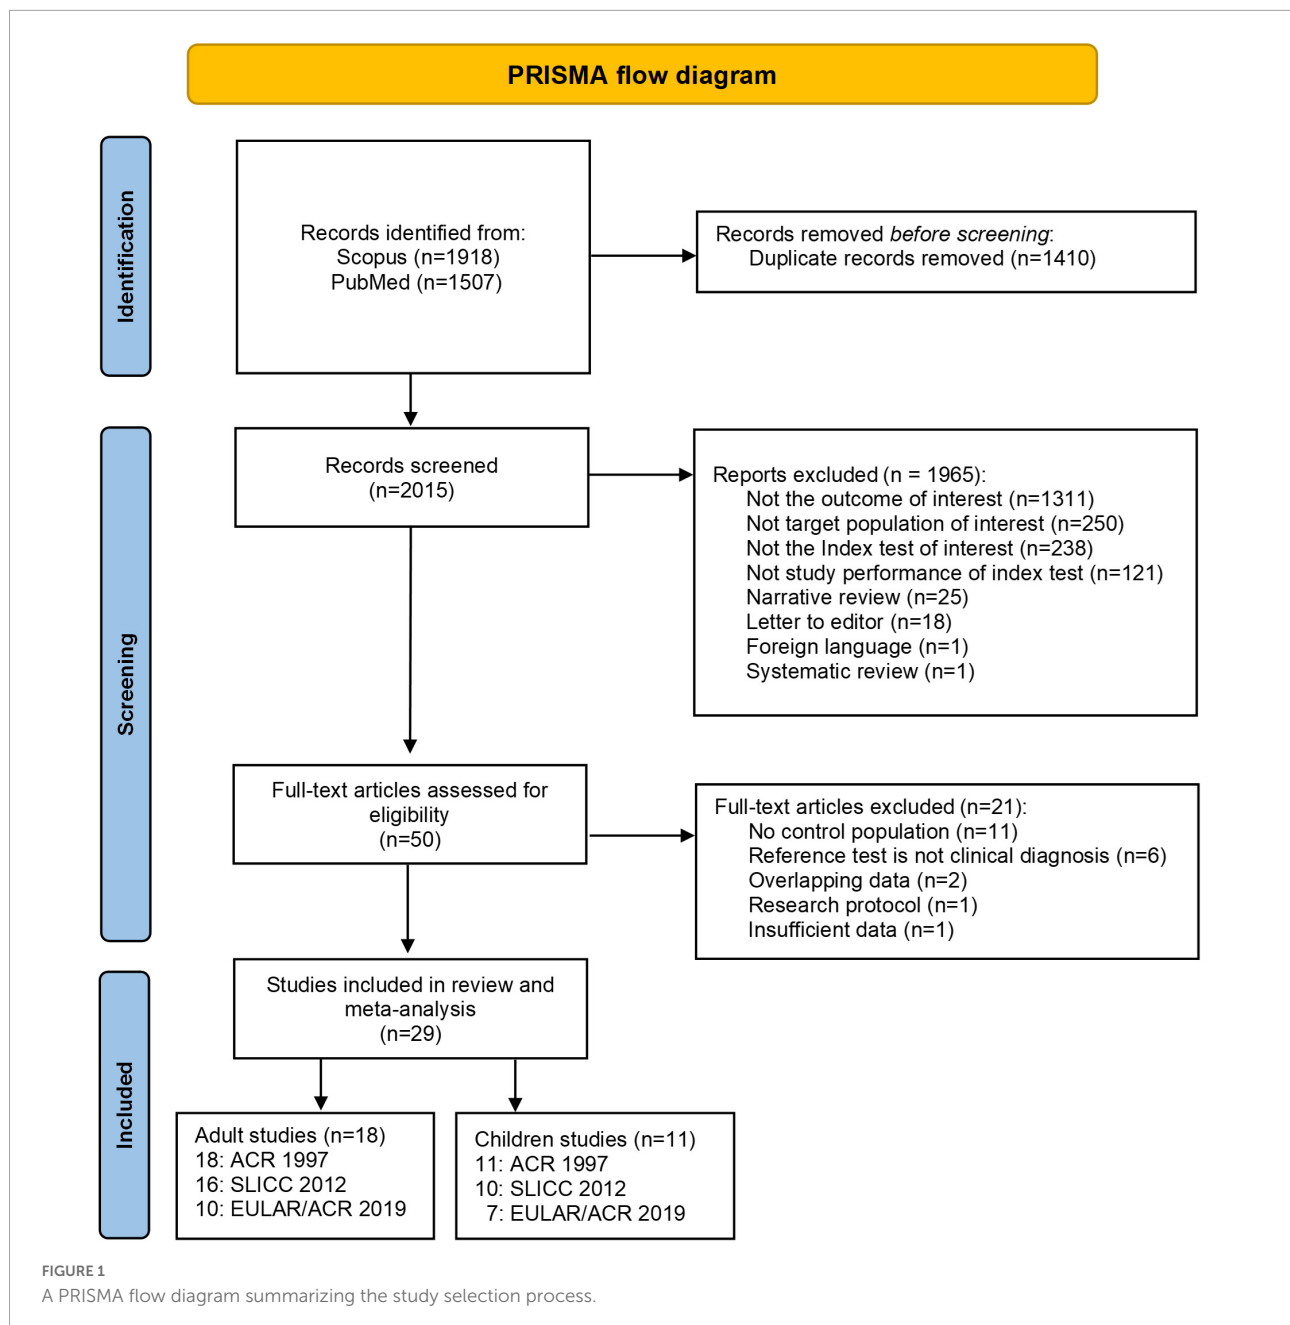 PRISMA flow diagram
Identification
Records identified from:
Scopus (n=1918)
PubMed (n=1507)
Records removed before screening:
Duplicate records removed (n=1410)
Screening
Records screened
(n=2015)
Reports excluded (n = 1965):
Not the outcome of interest (n=1311)
Not target population of interest (n=250)
Not the Index test of interest (n=238)
Not study performance of index test (n=121)
Narrative review (n=25)
Letter to editor (n=18)
Foreign language (n=1)
Systematic review (n=1)
Full-text articles assessed for
eligibility
(n=50)
Full-text articles excluded (n=21):
No control population (n=11)
Reference test is not clinical diagnosis (n=6)
Overlapping data (n=2)
Research protocol (n=1)
Insufficient data (n=1)
Included
Studies included in review and
meta-analysis
(n=29)
Adult studies (n=18)
18: ACR 1997
16: SLICC 2012
10: EULAR/ACR 2019
Children studies (n=11)
11: ACR 1997
10: SLICC 2012
7: EULAR/ACR 2019
FIGURE 1
A PRISMA flow diagram summarizing the study selection process.